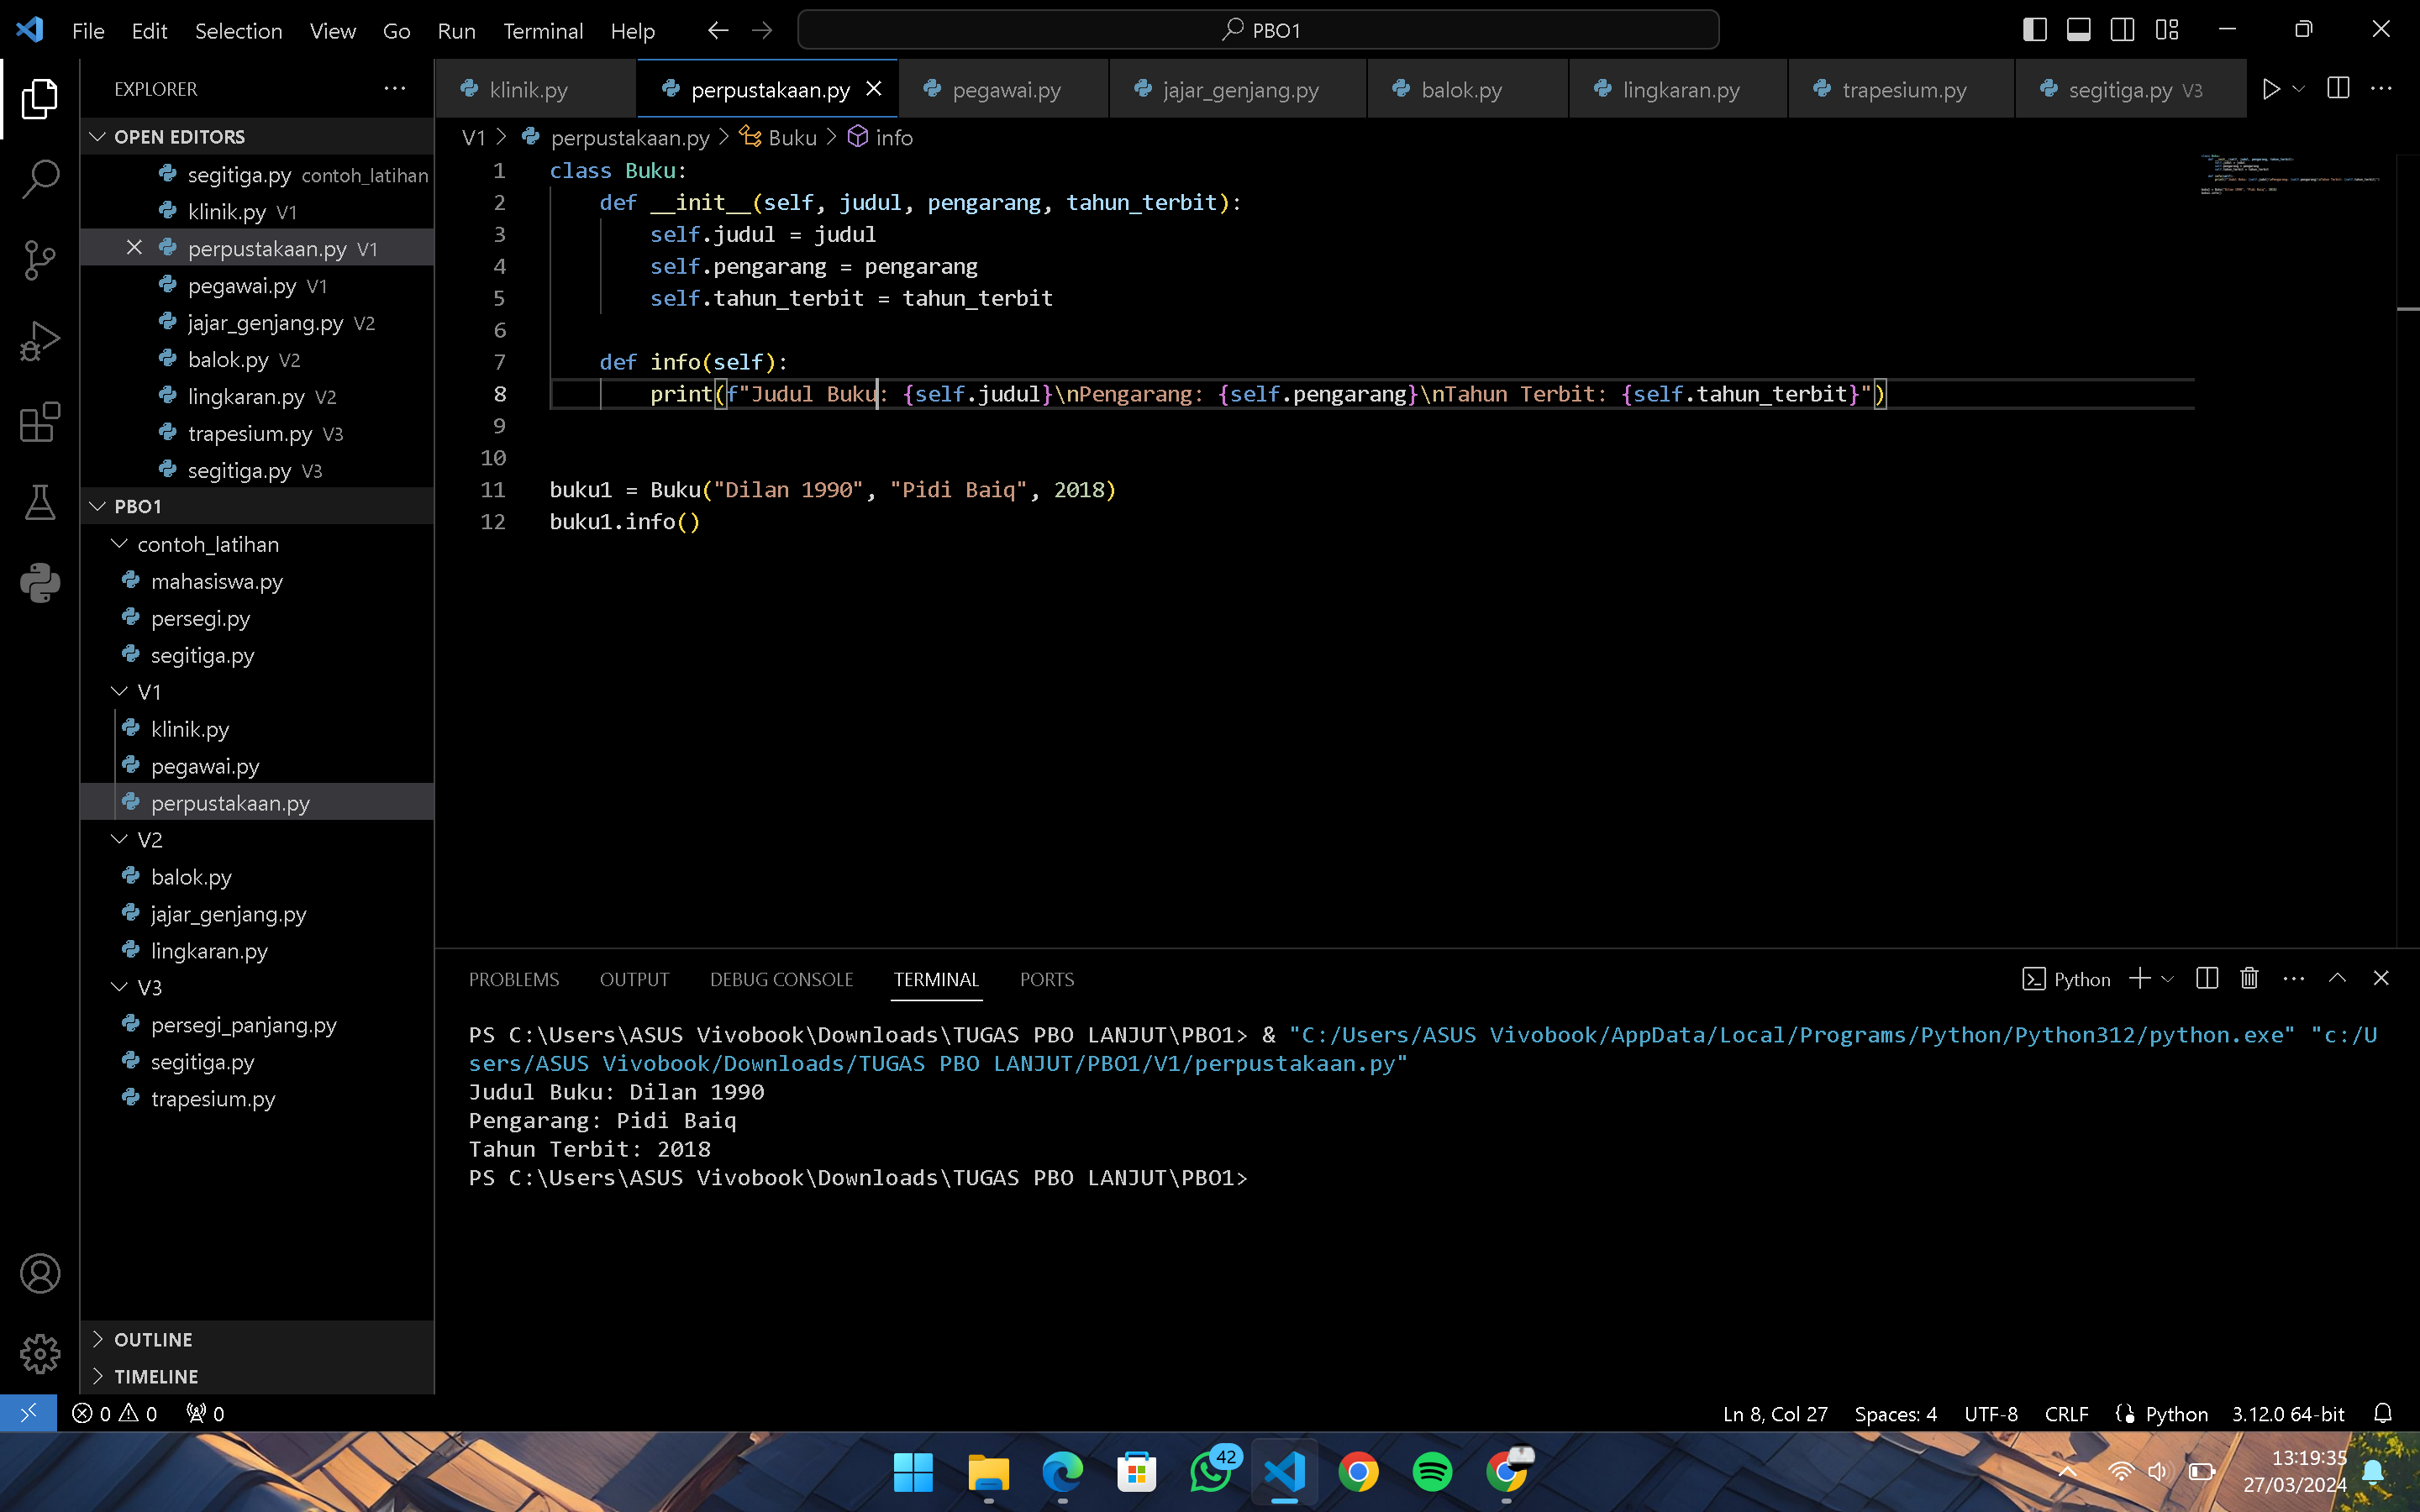 File Edit Selection View Go Run Terminal Help PBO1
EXPLORER
klinik.py perpustakaan.py pegawai.py jajar_genjang.py balok.py lingkaran.py trapesium.py segitiga.py V3
OPEN EDITORS
segitiga.py contoh_latihan
klinik.py V1
perpustakaan.py V1
pegawai.py V1
jajar_genjang.py V2
balok.py V2
lingkaran.py V2
trapesium.py V3
segitiga.py V3
PBO1
contoh_latihan
mahasiswa.py
persegi.py
segitiga.py
V1
klinik.py
pegawai.py
perpustakaan.py
V2
balok.py
jajar_genjang.py
lingkaran.py
V3
persegi_panjang.py
segitiga.py
trapesium.py
OUTLINE
TIMELINE
V1 > perpustakaan.py > Buku > info
1 class Buku:
2     def __init__(self, judul, pengarang, tahun_terbit):
3         self.judul = judul
4         self.pengarang = pengarang
5         self.tahun_terbit = tahun_terbit
6
7     def info(self):
8         print(f"Judul Buku: {self.judul}\nPengarang: {self.pengarang}\nTahun Terbit: {self.tahun_terbit}")
9
10
11 buku1 = Buku("Dilan 1990", "Pidi Baiq", 2018)
12 buku1.info()
PROBLEMS OUTPUT DEBUG CONSOLE TERMINAL PORTS Python
PS C:\Users\ASUS Vivobook\Downloads\TUGAS PBO LANJUT\PBO1> & "C:/Users/ASUS Vivobook/AppData/Local/Programs/Python/Python312/python.exe" "c:/U
sers/ASUS Vivobook/Downloads/TUGAS PBO LANJUT/PBO1/V1/perpustakaan.py"
Judul Buku: Dilan 1990
Pengarang: Pidi Baiq
Tahun Terbit: 2018
PS C:\Users\ASUS Vivobook\Downloads\TUGAS PBO LANJUT\PBO1>
0 0 0 Ln 8, Col 27 Spaces: 4 UTF-8 CRLF Python 3.12.0 64-bit
42
13:19:35
27/03/2024